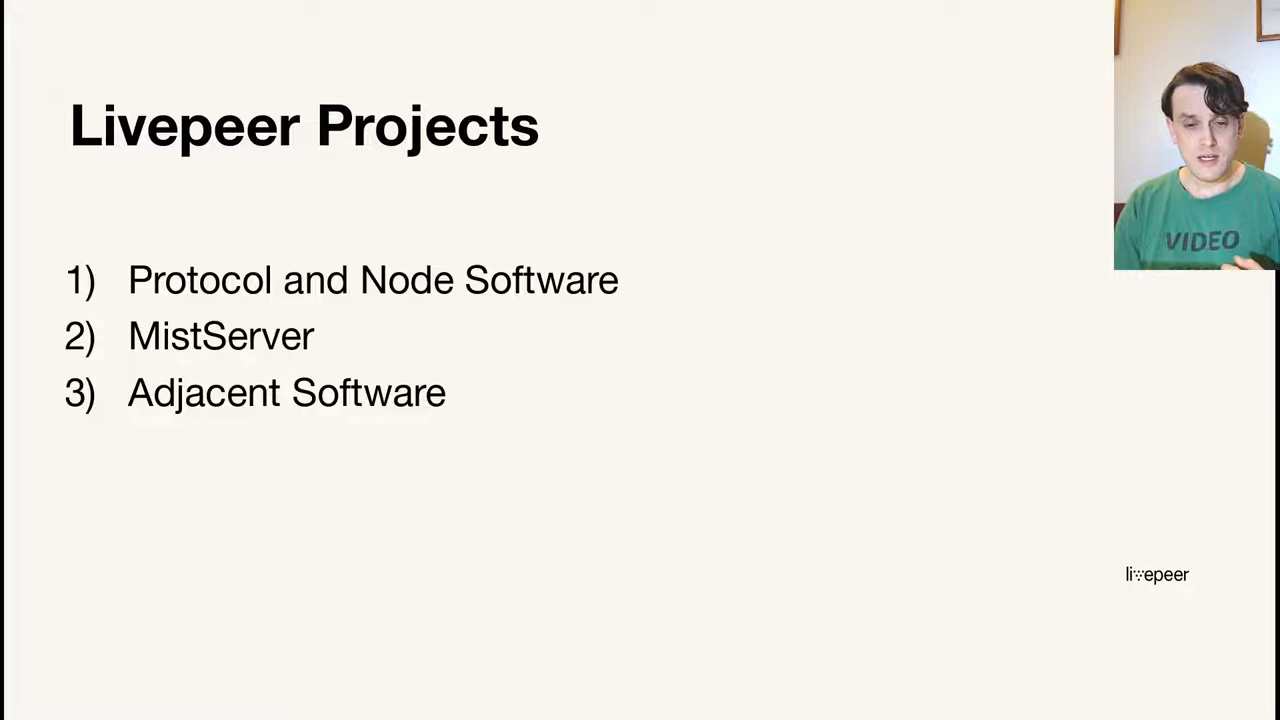 Livepeer Projects
1) Protocol and Node Software
2) MistServer
3) Adjacent Software
VIDEO
livepeer